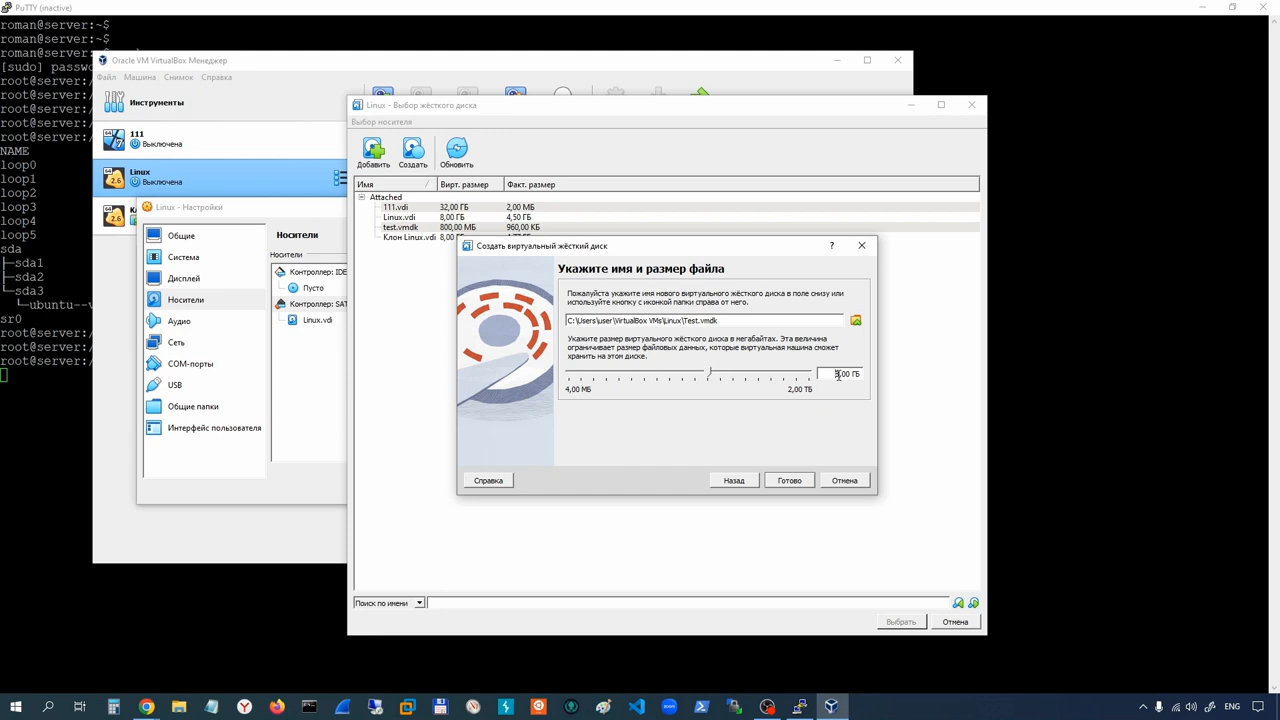 PuTTY (inactive)
roman@server:~$
roman@server:~$
roman@server:~$
[sudo] passw
root@server:/
root@server:/
root@server:/
root@server:/
NAME
loop0
loop1
loop2
loop3
loop4
loop5
sda
├─sda1
├─sda2
├─sda3
└─ubuntu--v
sr0
root@server:/
root@server:/
Oracle VM VirtualBox Менеджер
Файл Машина Снимок Справка
Инструменты
111
Выключена
Linux
Выключена
Linux - Настройки
Общие
Система
Дисплей
Носители
Аудио
Сеть
COM-порты
USB
Общие папки
Интерфейс пользователя
Носители
Носители
Контроллер: IDE
Пусто
Контроллер: SAT
Linux.vdi
Linux - Выбор жёсткого диска
Выбор носителя
Добавить Создать Обновить
Имя Вирт. размер Факт. размер
Attached
111.vdi 32,00 ГБ 2,00 МБ
Linux.vdi 8,00 ГБ 4,50 ГБ
test.vmdk 800,00 МБ 960,00 КБ
Клон Linux.vdi 8,00
Создать виртуальный жёсткий диск
Укажите имя и размер файла
Пожалуйста укажите имя нового виртуального жёсткого диска в поле снизу или
используйте кнопку с иконкой папки справа от него.
C:\Users\user\VirtualBox VMs\Linux\Test.vmdk
Укажите размер виртуального жёсткого диска в мегабайтах. Эта величина
ограничивает размер файловых данных, которые виртуальная машина сможет
хранить на этом диске.
,00 ГБ
4,00 МБ 2,00 ТБ
Справка Назад Готово Отмена
Поиск по имени
Выбрать Отмена
ENG